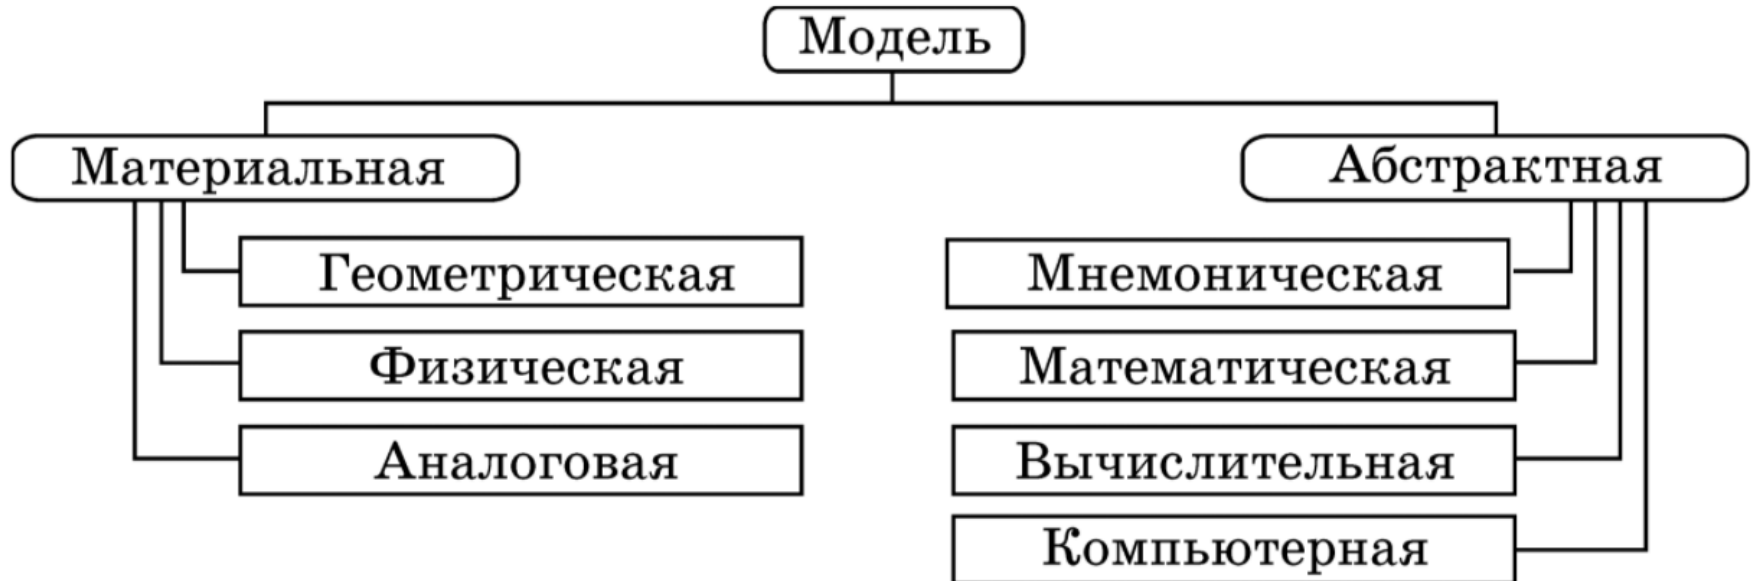 Модель
Материальная
Абстрактная
Геометрическая
Мнемоническая
Физическая
Математическая
Аналоговая
Вычислительная
Компьютерная